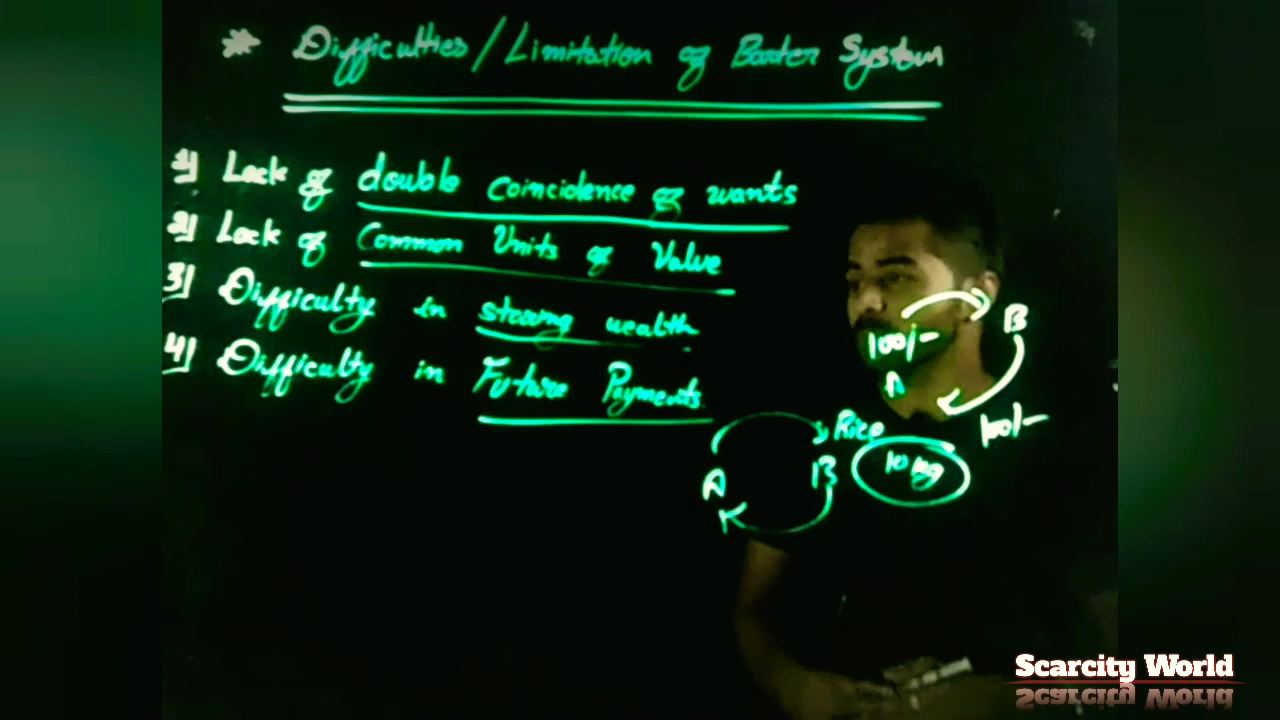 * Difficulties/Limitation of Barter System
1) Lack of double coincidence of wants
2) Lack of Common Units of Value
3) Difficulty in storing wealth
4) Difficulty in Future Payments
100/-
B
A
100/-
Rice
A
B
10 kg
Scarcity World